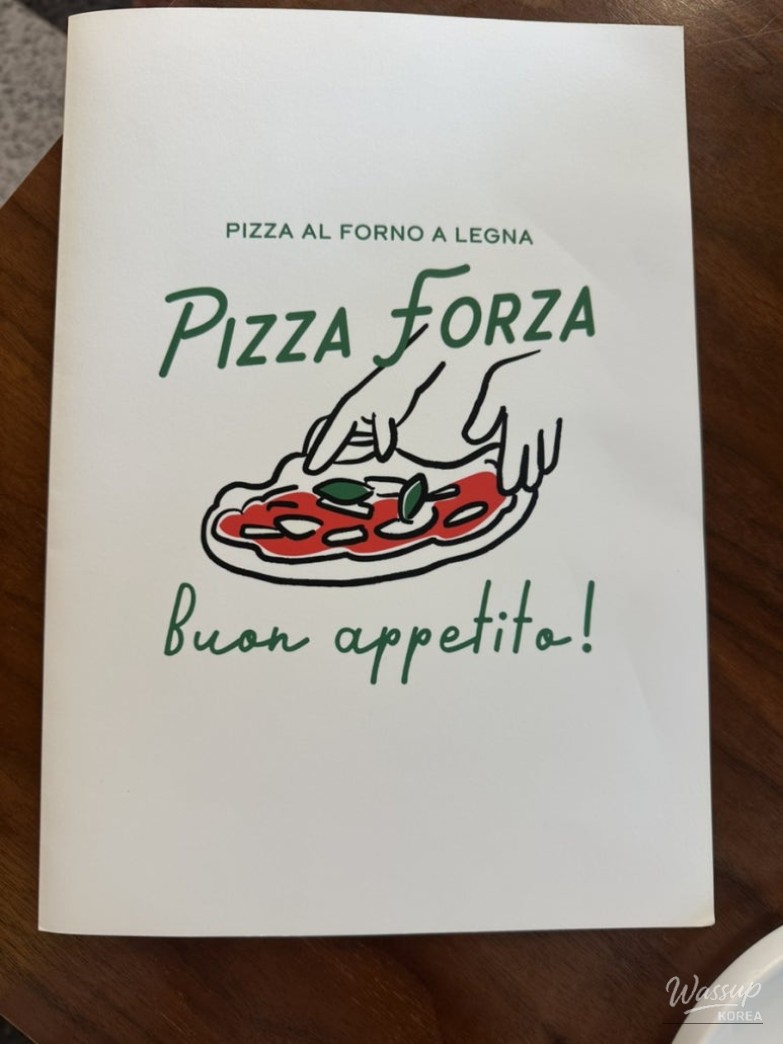 PIZZA AL FORNO A LEGNA
PIZZA FORZA
buon appetito!
Wassup
KOREA